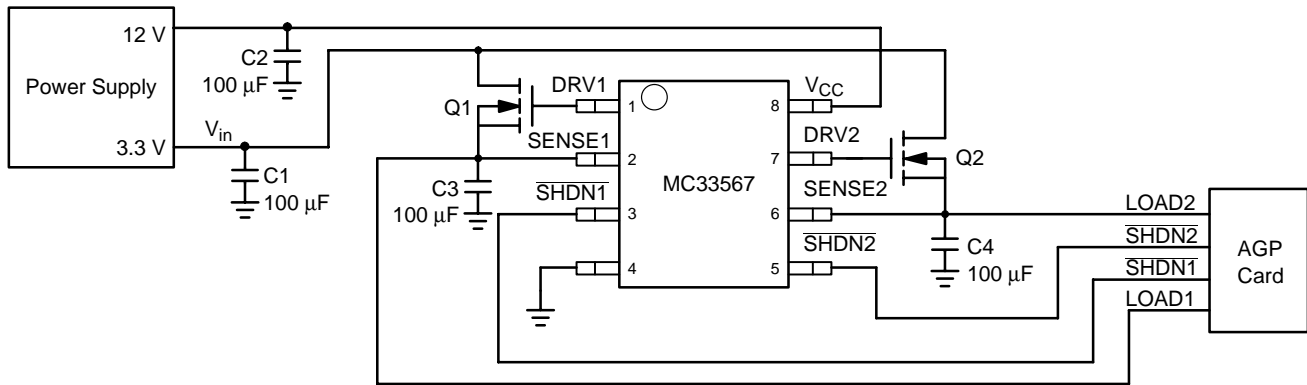 12 V
C2
100 μF
Power Supply
Vin
3.3 V
C1
100 μF
Q1
DRV1
1
8
VCC
SENSE1
2
7
DRV2
Q2
C3
100 μF
SHDN1
3
MC33567
6
SENSE2
4
5
SHDN2
C4
100 μF
LOAD2
SHDN2
SHDN1
LOAD1
AGP
Card